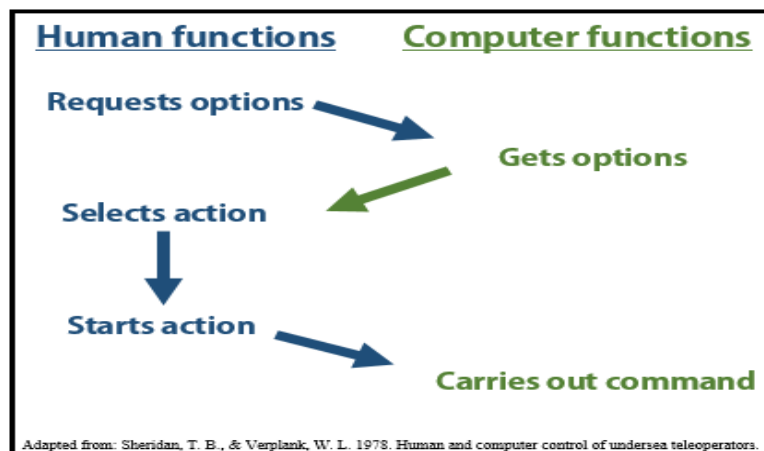 Human functions
Computer functions
Requests options
Gets options
Selects action
Starts action
Carries out command
Adapted from: Sheridan, T. B., & Verplank, W. L. 1978. Human and computer control of undersea teleoperators.